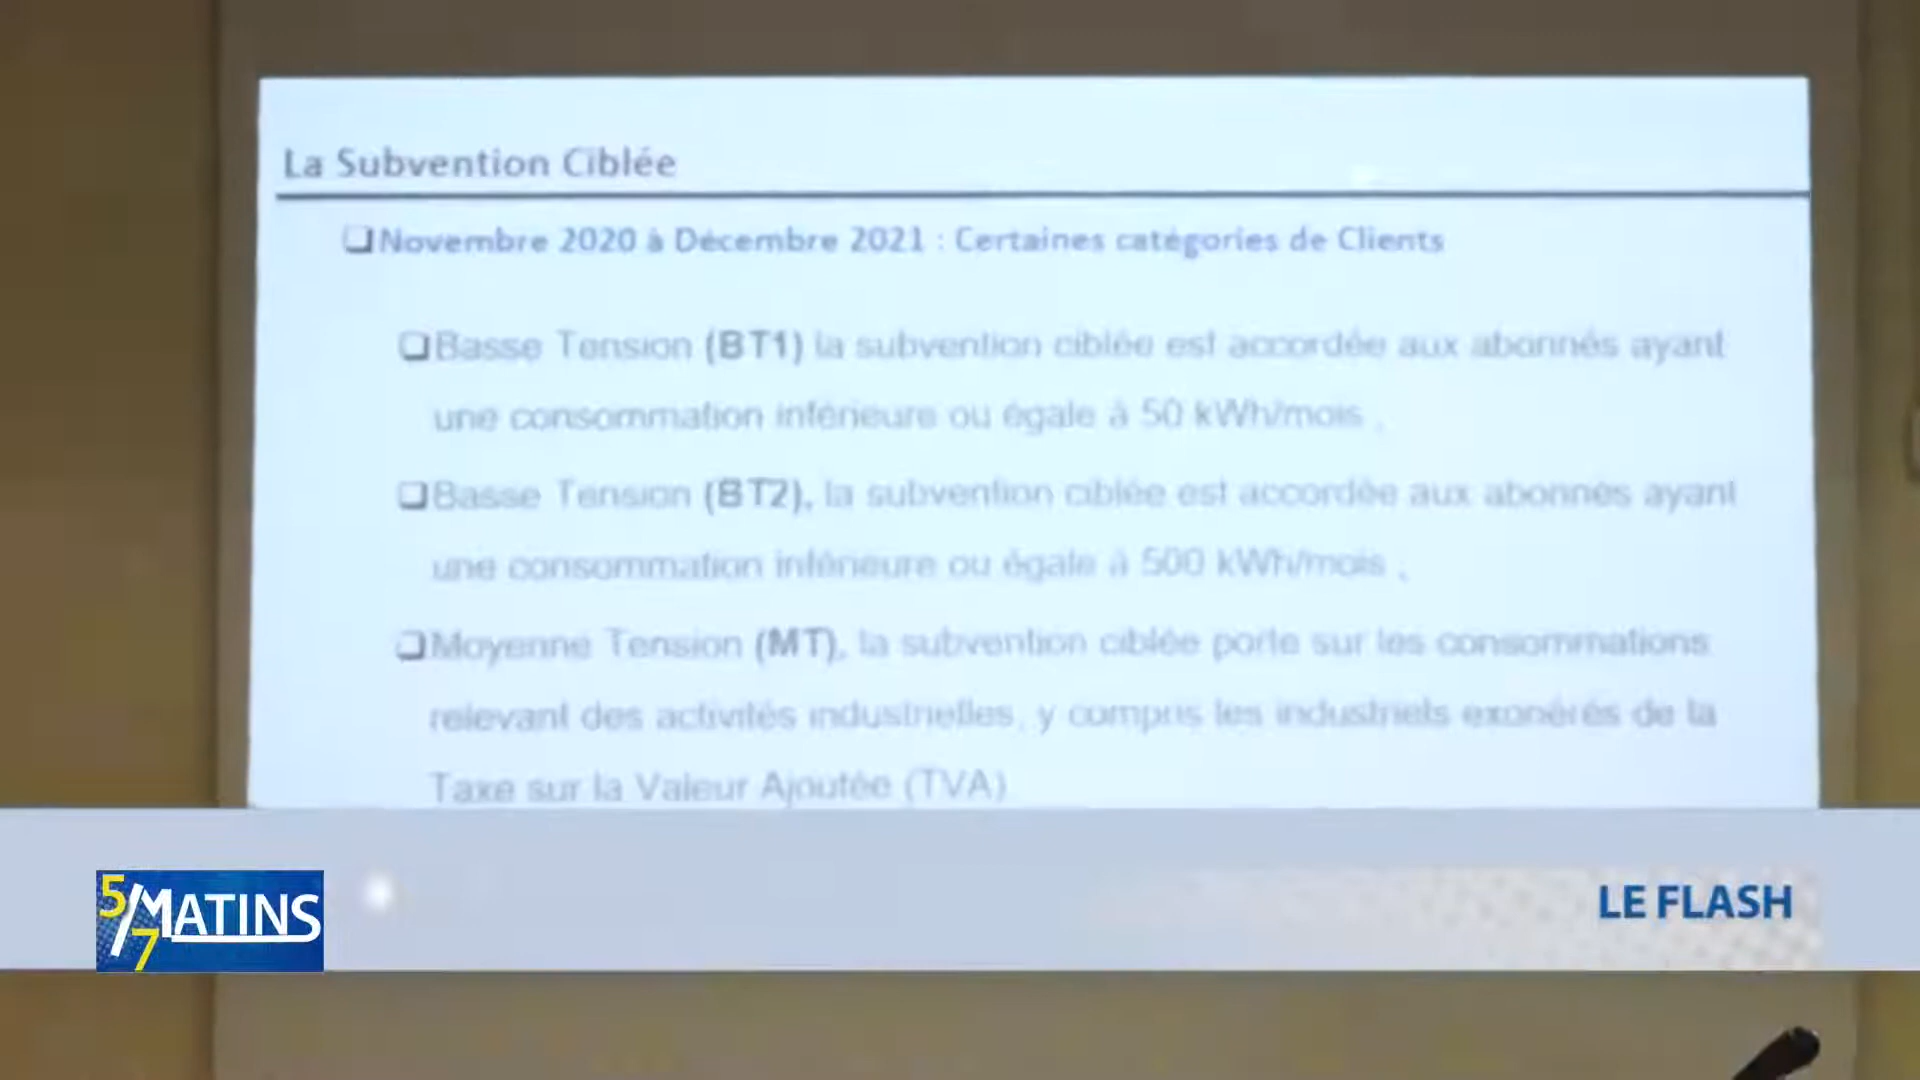 La Subvention Ciblée
❑Novembre 2020 à Décembre 2021 : Certaines catégories de Clients
❑Basse Tension (BT1) la subvention ciblée est accordée aux abonnés ayant
une consommation inférieure ou égale à 50 kWh/mois ,
❑Basse Tension (BT2), la subvention ciblée est accordée aux abonnés ayant
une consommation inférieure ou égale à 500 kWh/mois ;
❑Moyenne Tension (MT), la subvention ciblée porte sur les consommations
relevant des activités industrielles, y compris les industriels exonérés de la
Taxe sur la Valeur Ajoutée (TVA)
5/7 MATINS
LE FLASH